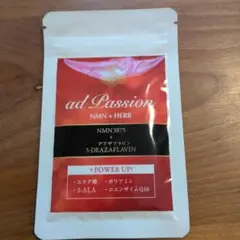 ad Passion
NMN + HERB
NMN3875
+
デアザフラビン
5-DEAZAFLAVIN
POWER UP!
・エラグ酸 ・ポリアミン
・5-ALA ・コエンザイムQ10